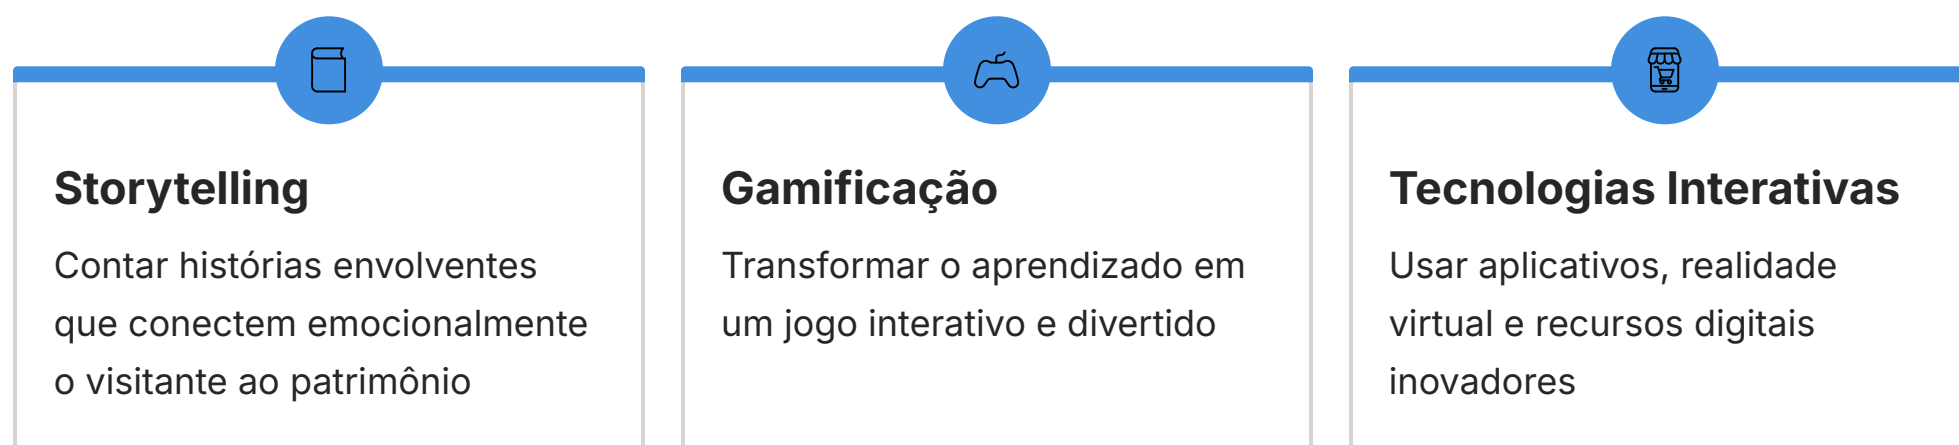 Storytelling
Contar histórias envolventes
que conectem emocionalmente
o visitante ao patrimônio
Gamificação
Transformar o aprendizado em
um jogo interativo e divertido
Tecnologias Interativas
Usar aplicativos, realidade
virtual e recursos digitais
inovadores